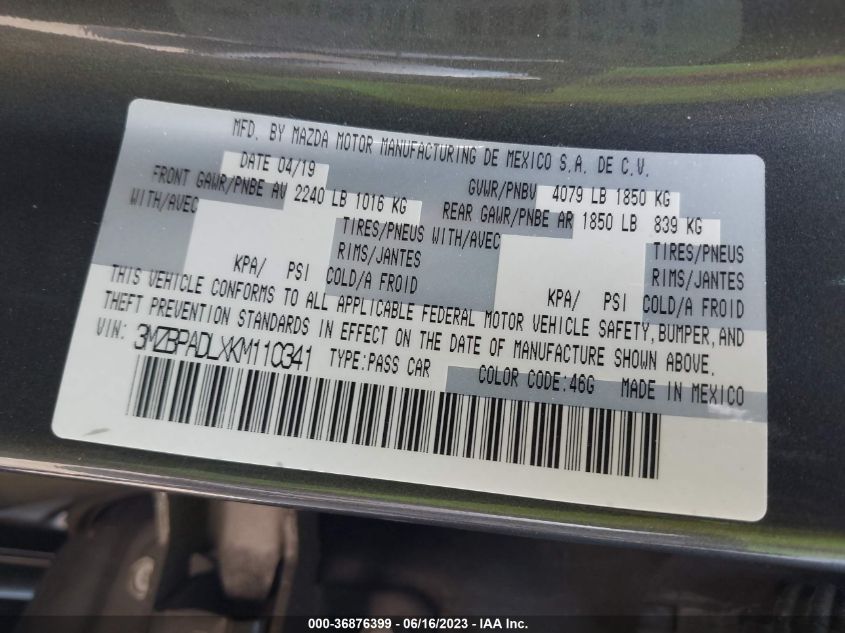 MFD. BY MAZDA MOTOR MANUFACTURING DE MEXICO S.A. DE C.V.
DATE 04/19
GVWR/PNBV 4079 LB 1850 KG
FRONT GAWR/PNBE AV 2240 LB 1016 KG
REAR GAWR/PNBE AR 1850 LB 839 KG
WITH/AVEC TIRES/PNEUS WITH/AVEC TIRES/PNEUS
RIMS/JANTES RIMS/JANTES
KPA/ PSI COLD/A FROID KPA/ PSI COLD/A FROID
THIS VEHICLE CONFORMS TO ALL APPLICABLE FEDERAL MOTOR VEHICLE SAFETY, BUMPER, AND
THEFT PREVENTION STANDARDS IN EFFECT ON THE DATE OF MANUFACTURE SHOWN ABOVE.
VIN: 3MZBPADLXKM110341 TYPE:PASS CAR
COLOR CODE:46G MADE IN MEXICO
000-36876399 - 06/16/2023 - IAA Inc.